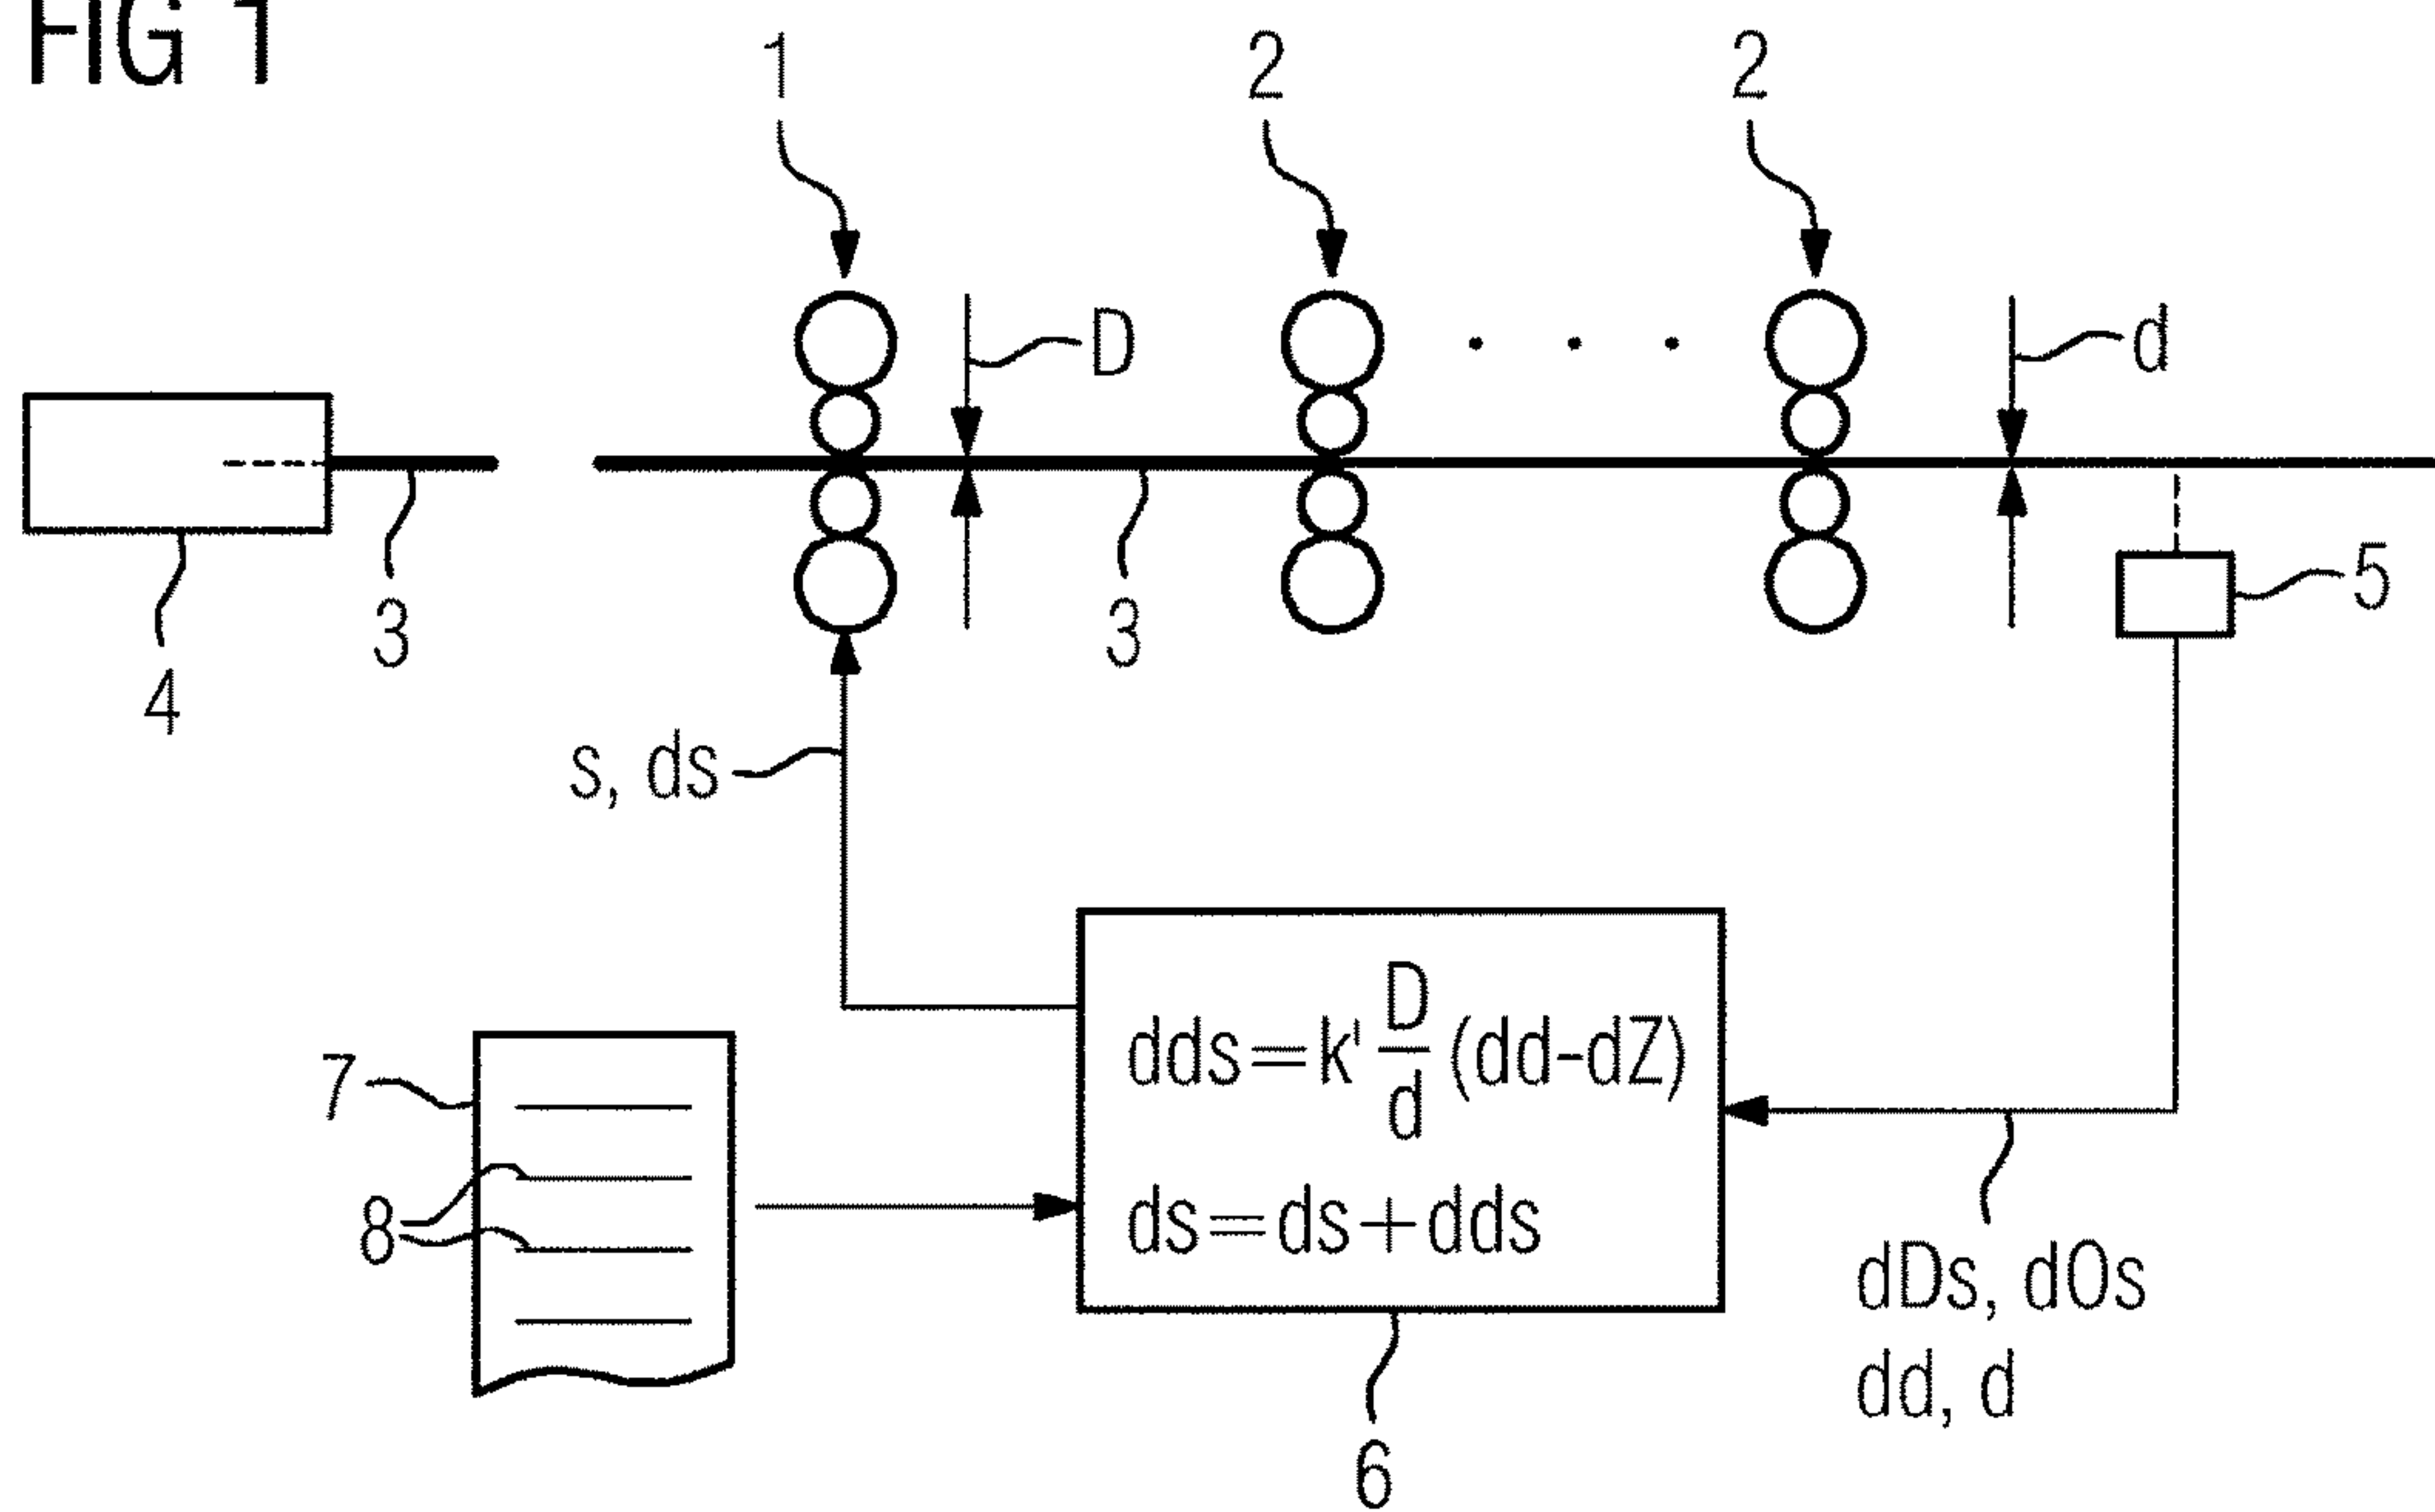 FIG 1
1
2
2
D
d
3
3
4
5
s, ds
dds=k' D/d (dd-dZ)
ds=ds+dds
7
8
dDs, dOs
dd, d
6